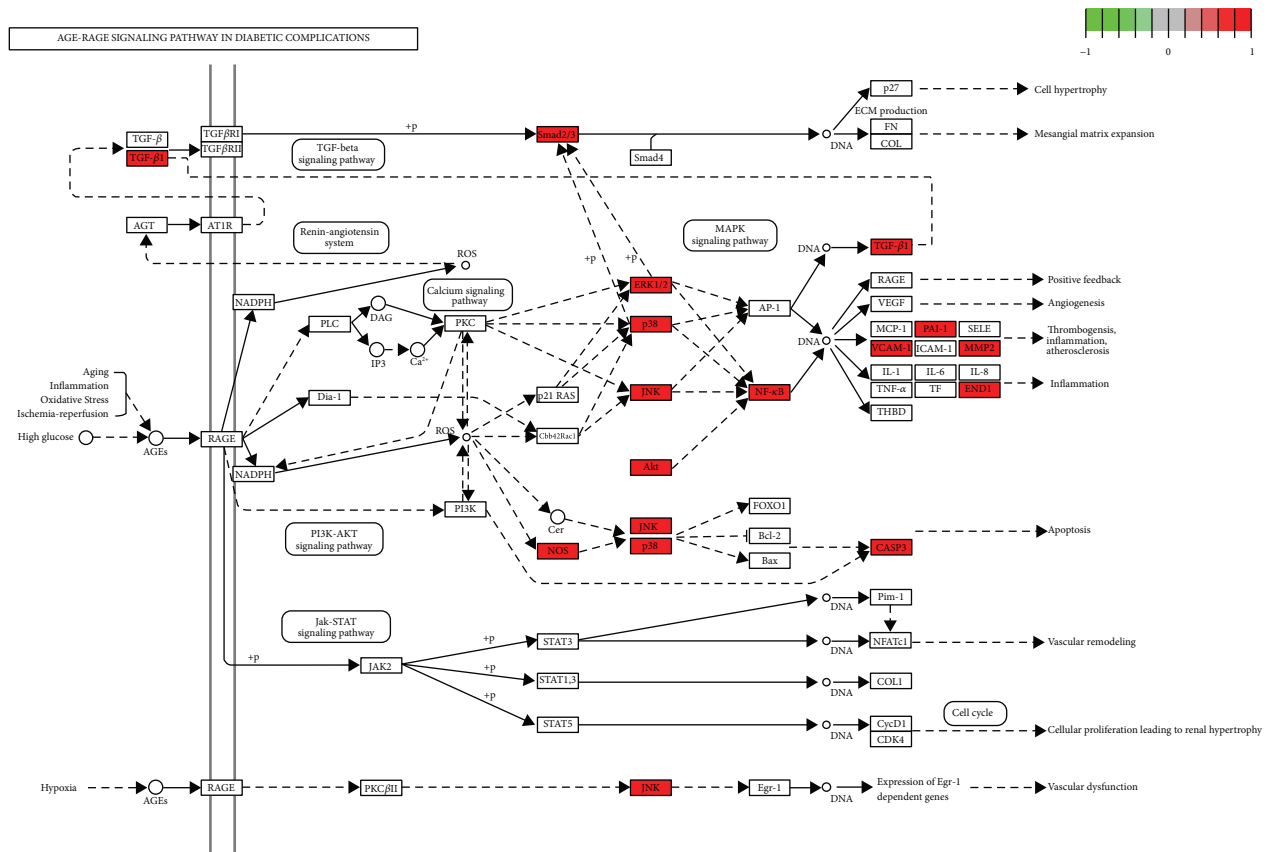 AGE-RAGE SIGNALING PATHWAY IN DIABETIC COMPLICATIONS
−1
0
1
p27
Cell hypertrophy
ECM production
TGF-β
TGF-β1
TGFβRI
TGFβRII
+p
TGF-beta
signaling pathway
Smad2/3
Smad4
DNA
FN
COL
Mesangial matrix expansion
AGT
AT1R
Renin-angiotensin
system
MAPK
signaling pathway
ROS
+p
+p
DNA
TGF-β1
NADPH
Calcium signaling
pathway
ERK1/2
RAGE
Positive feedback
PLC
DAG
PKC
p38
AP-1
VEGF
Angiogenesis
IP3
Ca2+
DNA
MCP-1
PAI-1
SELE
VCAM-1
ICAM-1
MMP2
Thrombogenesis,
inflammation,
atherosclerosis
Aging
Inflammation
Oxidative Stress
Ischemia-reperfusion
High glucose
AGEs
RAGE
Dia-1
p21 RAS
JNK
NF-κB
IL-1
IL-6
IL-8
TNF-α
TF
END1
Inflammation
THBD
ROS
Cbb42Rac1
NADPH
Akt
PI3K
PI3K-AKT
signaling pathway
Cer
NOS
JNK
p38
FOXO1
Bcl-2
Bax
CASP3
Apoptosis
Jak-STAT
signaling pathway
+p
JAK2
+p
+p
+p
STAT3
STAT1,3
STAT5
DNA
Pim-1
DNA
NFATc1
Vascular remodeling
DNA
COL1
DNA
CycD1
CDK4
Cell cycle
Cellular proliferation leading to renal hypertrophy
Hypoxia
AGEs
RAGE
PKCβII
JNK
Egr-1
DNA
Expression of Egr-1
dependent genes
Vascular dysfunction